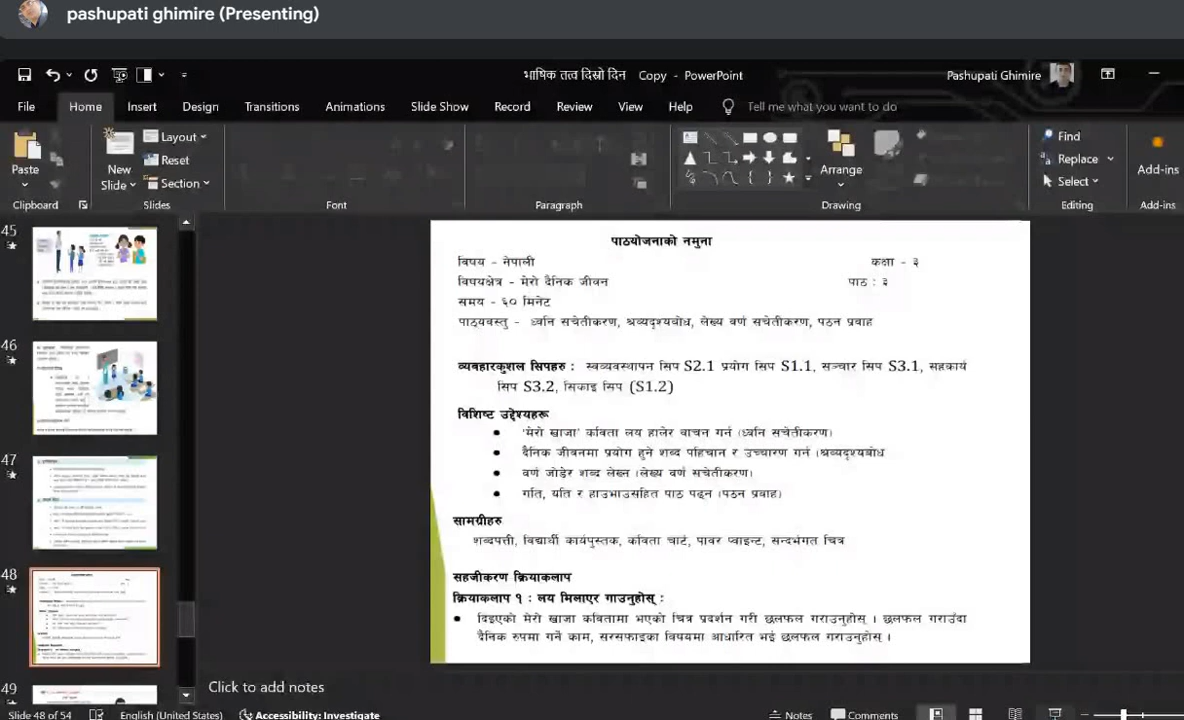 pashupati ghimire (Presenting)
भाषिक तत्व दिस्रो दिन Copy - PowerPoint
Pashupati Ghimire
File Home Insert Design Transitions Animations Slide Show Record Review View Help Tell me what you want to do
Paste
New Slide
Layout
Reset
Section
Arrange
Find
Replace
Select
Add-ins
Clipboard Slides Font Paragraph Drawing Editing Add-ins
45
46
47
48
49
पाठयोजनाको नमुना
विषय - नेपाली कक्षा - ३
विषयक्षेत्र - मेरो दैनिक जीवन पाठ : ३
समय - ६० मिनेट
पाठ्यवस्तु - ध्वनि सचेतीकरण, श्रव्यदृश्यबोध, लेख्य वर्ण सचेतीकरण, पठन प्रवाह
व्यबहारकुशल सिपहरु : स्वव्यवस्थापन सिप S2.1 प्रयोग सिप S1.1, सञ्चार सिप S3.1, सहकार्य
सिप S3.2, सिकाइ सिप (S1.2)
विशिष्ट उद्देश्यहरू
• 'मेरो खाजा' कविता लय हालेर वाचन गर्न (ध्वनि सचेतीकरण)
• दैनिक जीवनमा प्रयोग हुने शब्द पहिचान र उच्चारण गर्न (श्रव्यदृश्यबोध
• वर्ण जोडेर शब्द लेख्न (लेख्य वर्ण सचेतीकरण)
• गति, यति र हाउभाउसहित पाठ पढ्न (पठन प्रवाह)
सामग्रीहरु
शब्दपत्ती, विद्यार्थी कार्यपुस्तक, कविता चार्ट, पावर प्वाइन्ट, सन्दर्भगत चित्र
सहजीकरण क्रियाकलाप
क्रियाकलाप १ : लय मिलाएर गाउनुहोस् :
• दिइएको मेरो खाजा कवितामा भएको चित्र प्रदर्शन गरी छलफल गराउनुहोस् । छलफल गराउँदा
दैनिक रुपमा गर्ने काम, सरसफाइका विषयमा आधारित भई छलफल गराउनुहोस् ।
Click to add notes
Slide 48 of 54 English (United States) Accessibility: Investigate Notes Comments